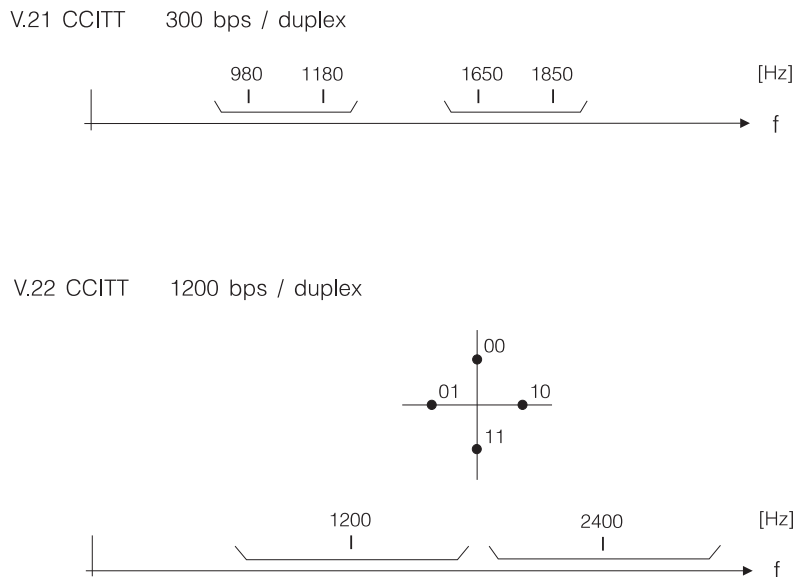 V.21 CCITT 300 bps / duplex
980 1180 1650 1850 [Hz]
f
V.22 CCITT 1200 bps / duplex
00
01 10
11
1200 2400 [Hz]
f